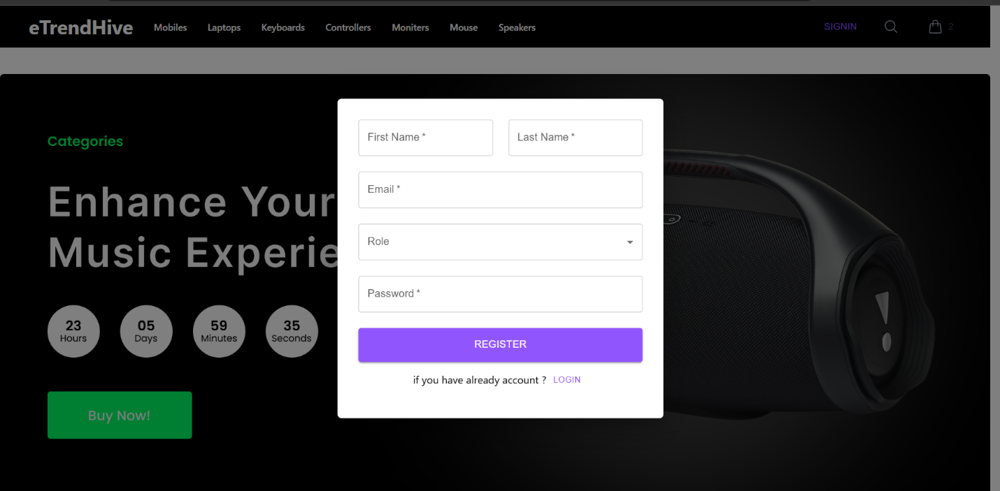 eTrendHive Mobiles Laptops Keyboards Controllers Moniters Mouse Speakers SIGNIN 2
Categories
Enhance Your
Music Experie
23 05 59 35
Hours Days Minutes Seconds
Buy Now!
First Name * Last Name *
Email *
Role
Password *
REGISTER
if you have already account ? LOGIN